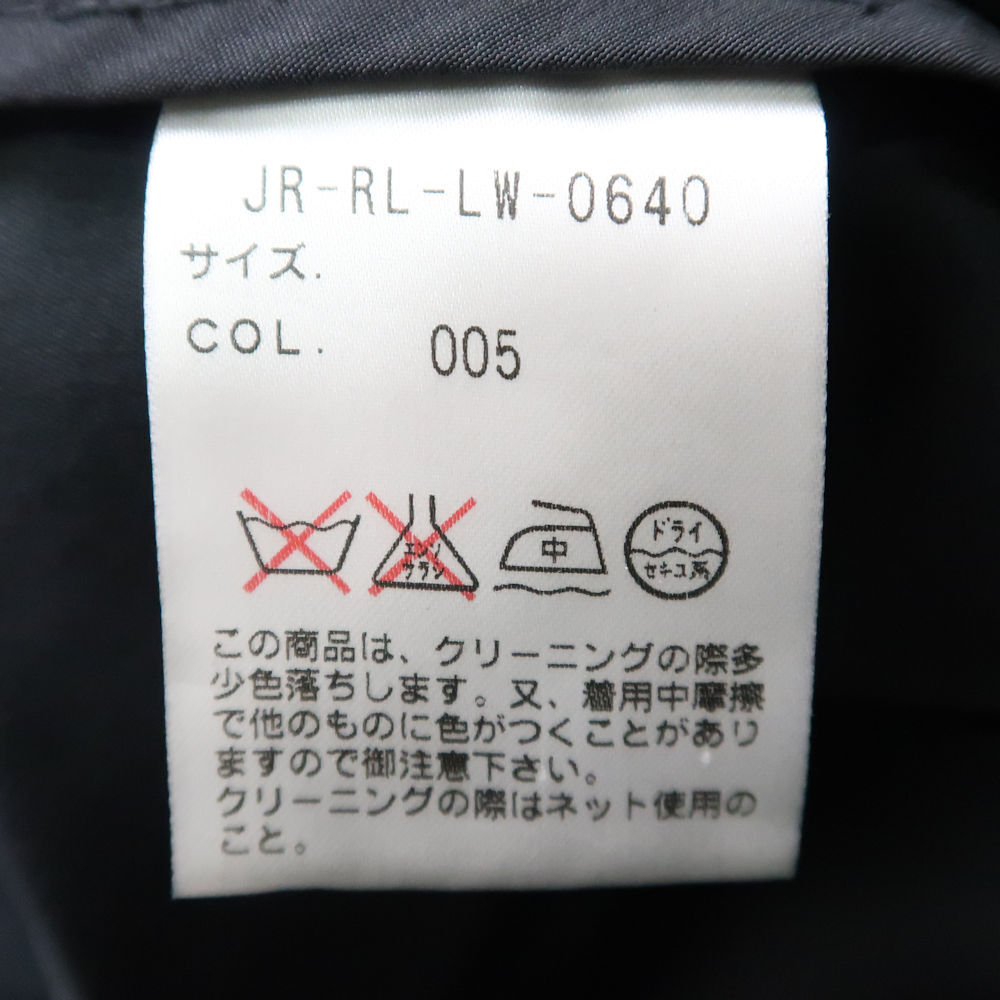 JR-RL-LW-0640
サイズ.
COL. 005
エンソ サラシ 中 ドライ セキユ系
この商品は、クリーニングの際多
少色落ちします。又、着用中摩擦
で他のものに色がつくことがあり
ますので御注意下さい。
クリーニングの際はネット使用の
こと。